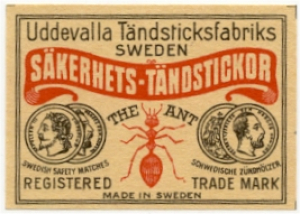 Uddevalla Tändsticksfabriks
SWEDEN
SÄKERHETS-TÄNDSTICKOR
THE ANT
SWEDISH SAFETY MATCHES
SCHWEDISCHE ZÜNDHÖLZER
REGISTERED TRADE MARK
MADE IN SWEDEN